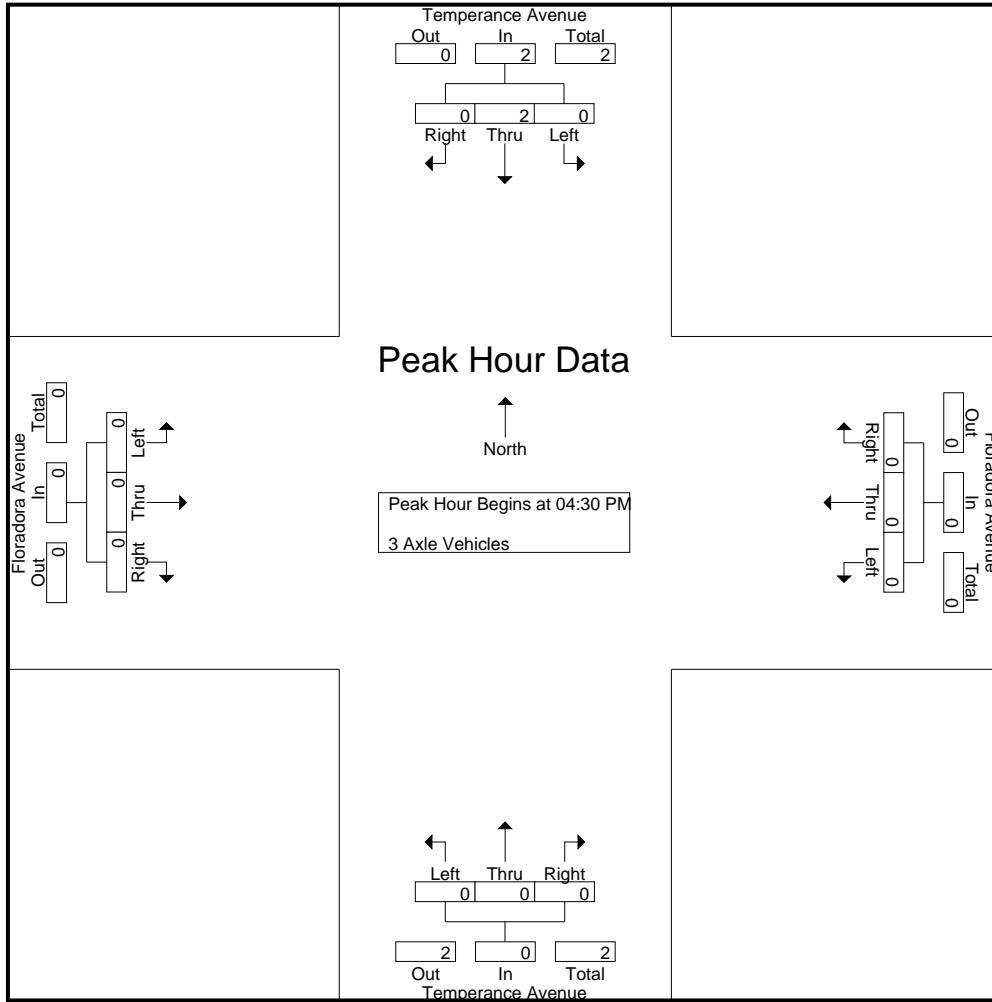 Temperance Avenue
Out In Total
0 2 2
0 2 0
Right Thru Left
Peak Hour Data
North
Peak Hour Begins at 04:30 PM
3 Axle Vehicles
Floradora Avenue
Out In Total
0 0 0
0 0 0
Left Thru Right
Floradora Avenue
Out In Total
0 0 0
0 0 0
Right Thru Left
Left Thru Right
0 0 0
2 0 2
Out In Total
Temperance Avenue